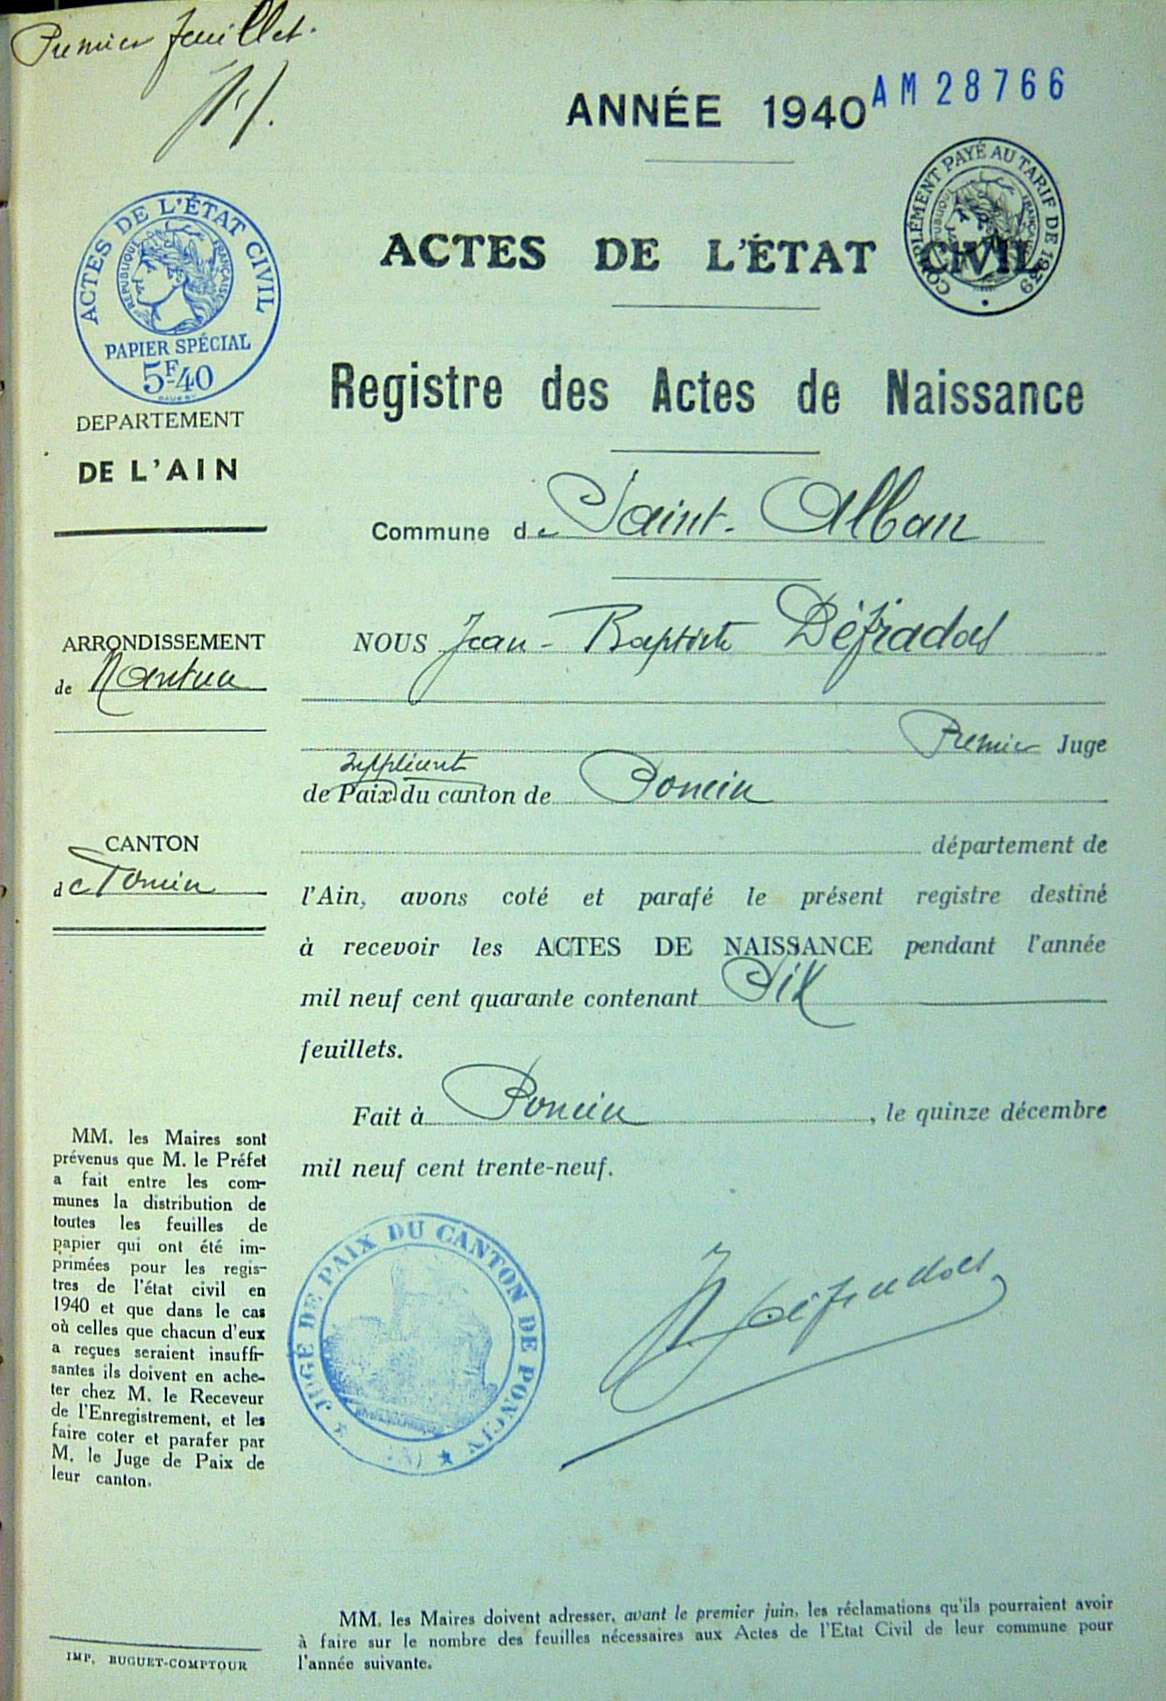 Premier feuillet.
AM 28766
ANNÉE 1940
COMPLÉMENT PAYÉ AU TARIF DE 1939
RÉPUBLIQUE FRANÇAISE
ACTES DE L'ÉTAT CIVIL
RÉPUBLIQUE FRANÇAISE
PAPIER SPÉCIAL
5F.40
ACTES DE L'ÉTAT CIVIL
Registre des Actes de Naissance
DEPARTEMENT
DE L'AIN
Commune de Saint-Alban
ARRONDISSEMENT
de Nantua
CANTON
de Poncin
NOUS Jean-Baptiste Défradas
Premier Juge
suppléant
de Paix du canton de Poncin
département de
l'Ain, avons coté et parafé le présent registre destiné
à recevoir les ACTES DE NAISSANCE pendant l'année
mil neuf cent quarante contenant Six
feuillets.
Fait à Poncin, le quinze décembre
mil neuf cent trente-neuf.
MM. les Maires sont
prévenus que M. le Préfet
a fait entre les com-
munes la distribution de
toutes les feuilles de
papier qui ont été im-
primées pour les regis-
tres de l'état civil en
1940 et que dans le cas
où celles que chacun d'eux
a reçues seraient insuffi-
santes ils doivent en ache-
ter chez M. le Receveur
de l'Enregistrement, et les
faire coter et parafer par
M. le Juge de Paix de
leur canton.
JUGE DE PAIX DU CANTON DE PONCIN
Défradas
MM. les Maires doivent adresser, avant le premier juin, les réclamations qu'ils pourraient avoir
à faire sur le nombre des feuilles nécessaires aux Actes de l'Etat Civil de leur commune pour
l'année suivante.
IMP. BUGUET-COMPTOUR